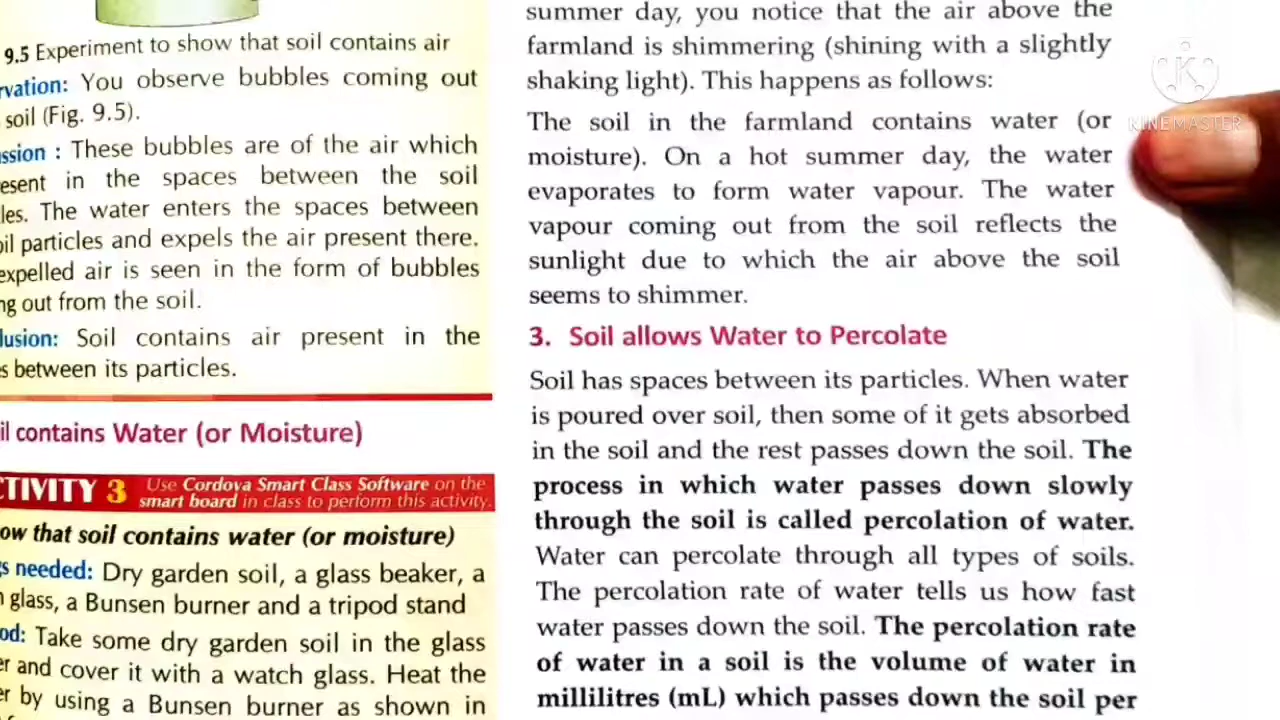 9.5 Experiment to show that soil contains air
rvation: You observe bubbles coming out
soil (Fig. 9.5).
ssion : These bubbles are of the air which
esent in the spaces between the soil
les. The water enters the spaces between
il particles and expels the air present there.
expelled air is seen in the form of bubbles
ng out from the soil.
lusion: Soil contains air present in the
s between its particles.
il contains Water (or Moisture)
CTIVITY 3 Use Cordova Smart Class Software on the
smart board in class to perform this activity.
ow that soil contains water (or moisture)
s needed: Dry garden soil, a glass beaker, a
glass, a Bunsen burner and a tripod stand
od: Take some dry garden soil in the glass
er and cover it with a watch glass. Heat the
er by using a Bunsen burner as shown in
summer day, you notice that the air above the
farmland is shimmering (shining with a slightly
shaking light). This happens as follows:
The soil in the farmland contains water (or
moisture). On a hot summer day, the water
evaporates to form water vapour. The water
vapour coming out from the soil reflects the
sunlight due to which the air above the soil
seems to shimmer.
3. Soil allows Water to Percolate
Soil has spaces between its particles. When water
is poured over soil, then some of it gets absorbed
in the soil and the rest passes down the soil. The
process in which water passes down slowly
through the soil is called percolation of water.
Water can percolate through all types of soils.
The percolation rate of water tells us how fast
water passes down the soil. The percolation rate
of water in a soil is the volume of water in
millilitres (mL) which passes down the soil per
K
KINEMASTER